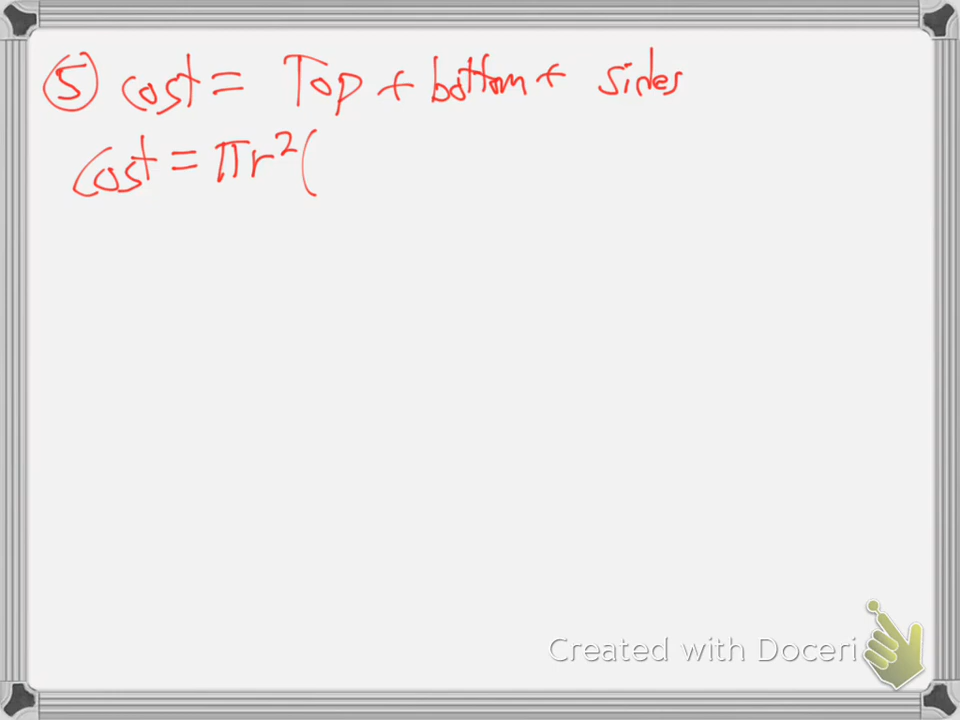 ⑤ cost = Top + bottom + sides
Cost = πr²(
Created with Doceri